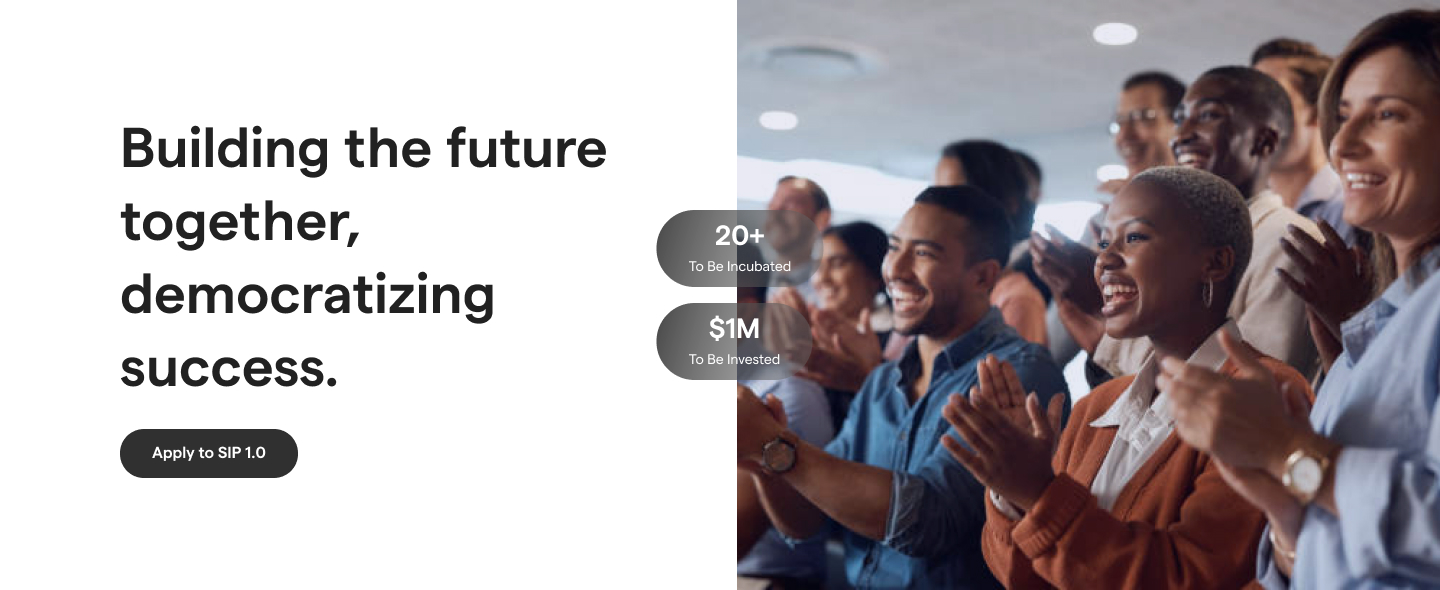 Building the future
together,
democratizing
success.
Apply to SIP 1.0
20+
To Be Incubated
$1M
To Be Invested